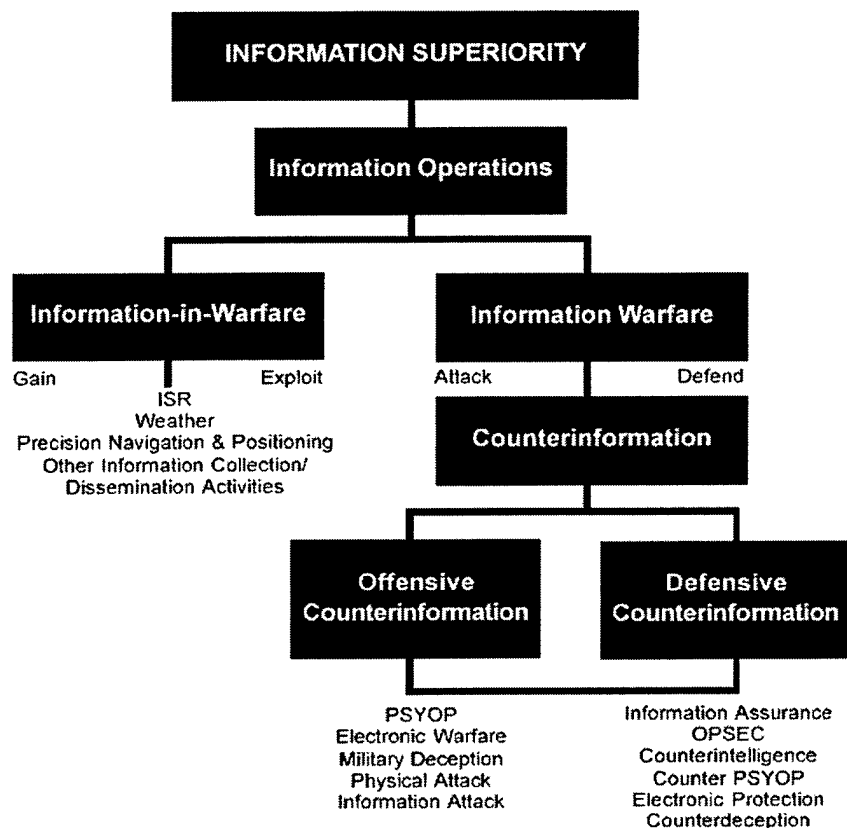 INFORMATION SUPERIORITY
Information Operations
Information-in-Warfare
Information Warfare
Gain
Exploit
ISR
Weather
Precision Navigation & Positioning
Other Information Collection/
Dissemination Activities
Attack
Defend
Counterinformation
Offensive
Counterinformation
Defensive
Counterinformation
PSYOP
Electronic Warfare
Military Deception
Physical Attack
Information Attack
Information Assurance
OPSEC
Counterintelligence
Counter PSYOP
Electronic Protection
Counterdeception